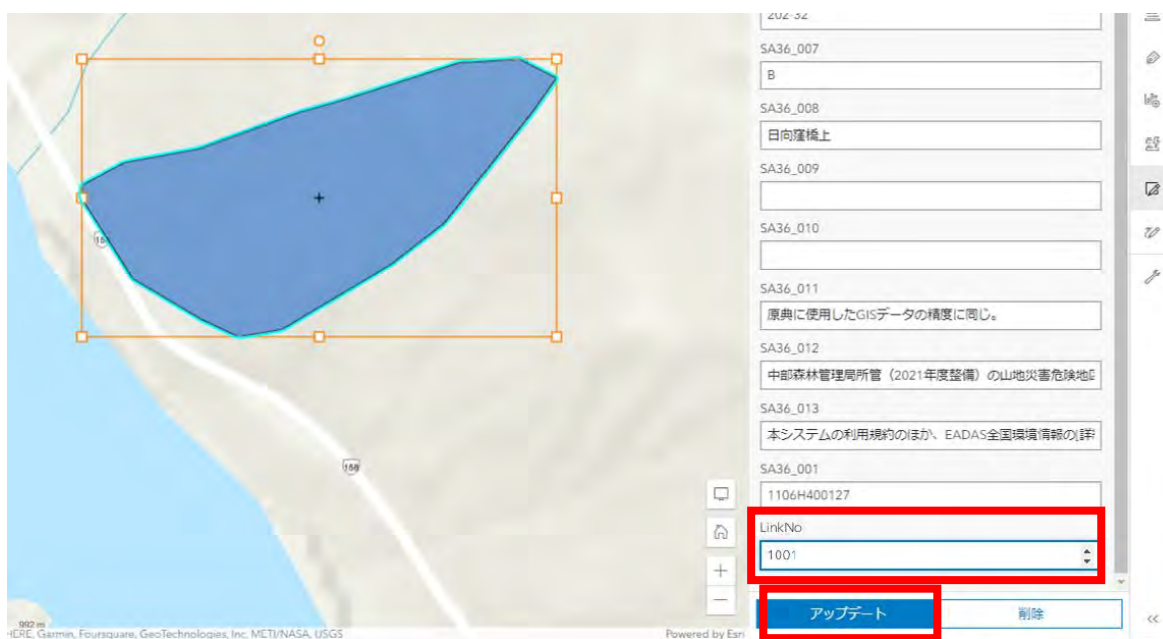 202-32
SA36_007
B
SA36_008
日向窪橋上
SA36_009
SA36_010
SA36_011
原典に使用したGISデータの精度に同じ。
SA36_012
中部森林管理局所管（2021年度整備）の山地災害危険地区
SA36_013
本システムの利用規約のほか、EADAS全国環境情報の[詳
SA36_001
1106H400127
LinkNo
1001
アップデート
削除
158
992 m
HERE, Garmin, Foursquare, GeoTechnologies, Inc, METI/NASA, USGS
Powered by Esri